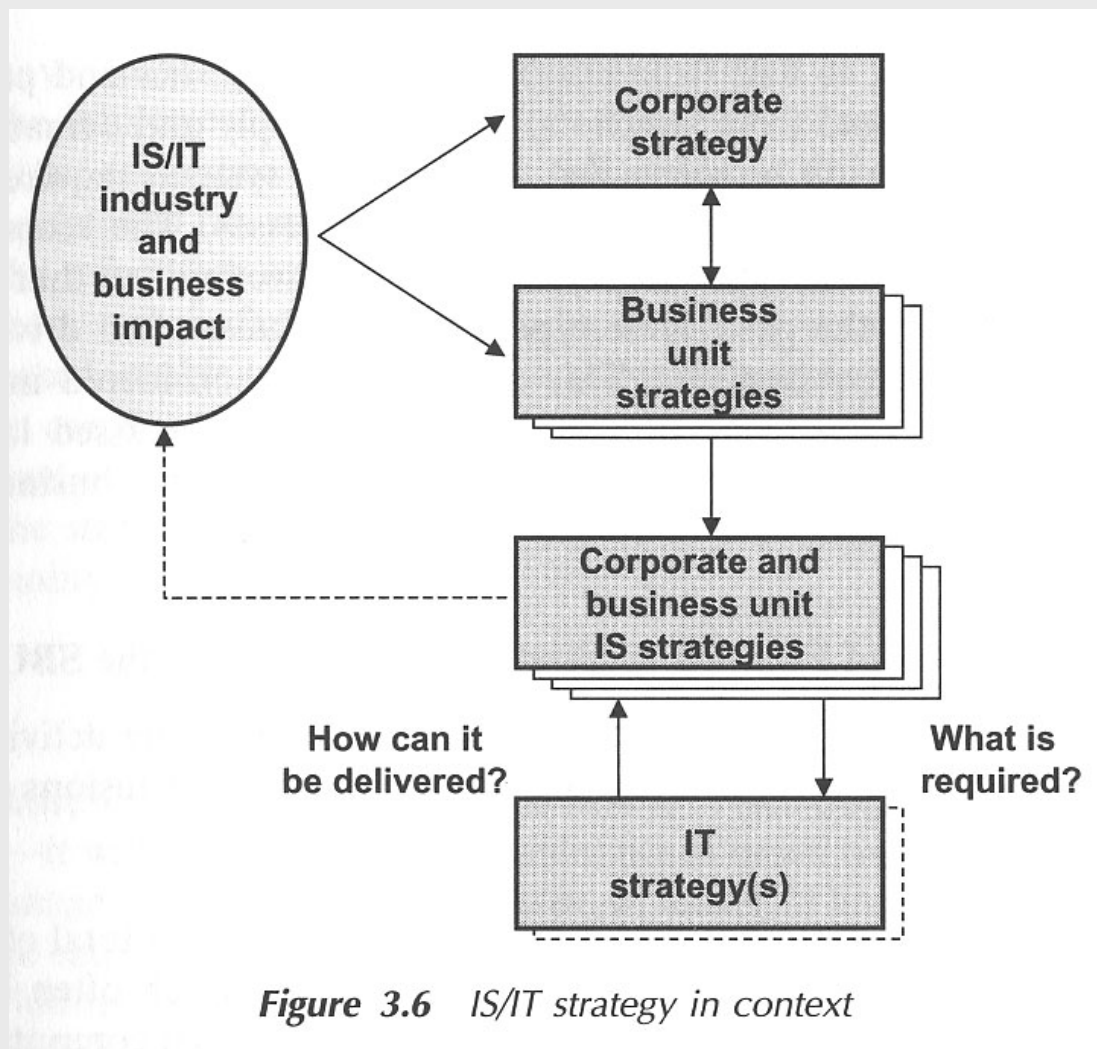 IS/IT
industry
and
business
impact
Corporate
strategy
Business
unit
strategies
Corporate and
business unit
IS strategies
How can it
be delivered?
What is
required?
IT
strategy(s)
Figure 3.6 IS/IT strategy in context